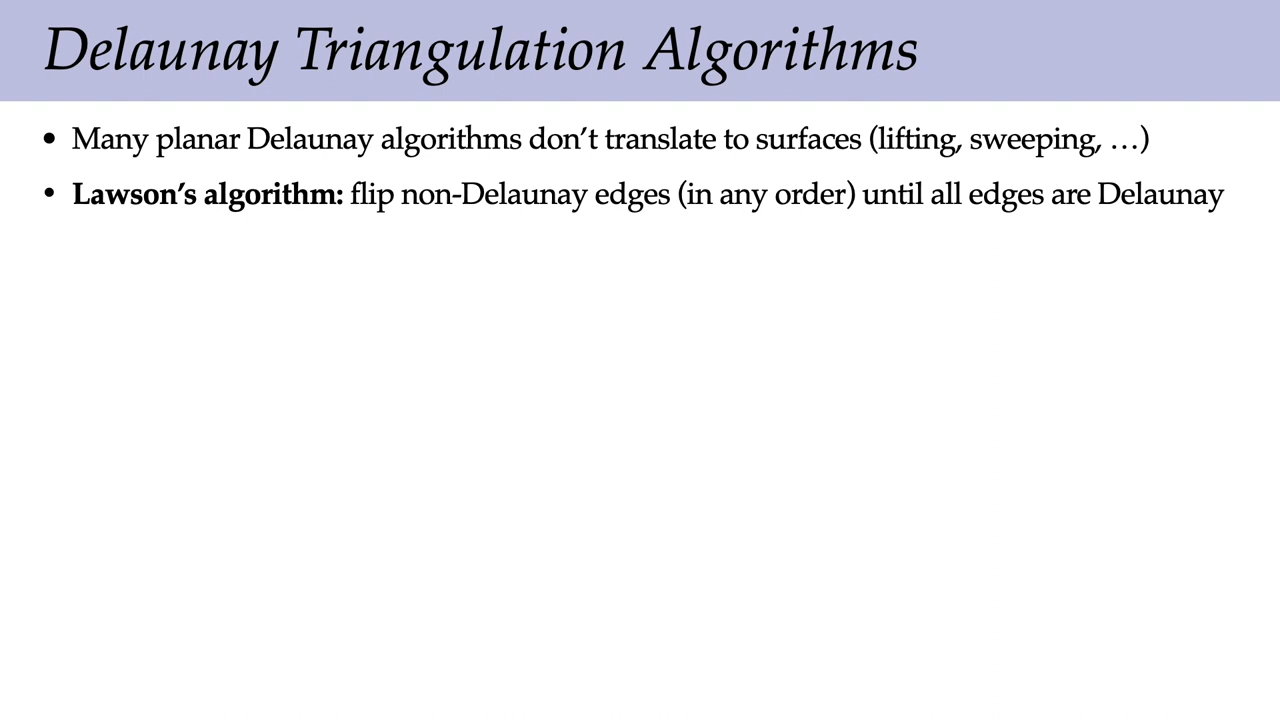 Delaunay Triangulation Algorithms
• Many planar Delaunay algorithms don’t translate to surfaces (lifting, sweeping, …)
• Lawson’s algorithm: flip non-Delaunay edges (in any order) until all edges are Delaunay